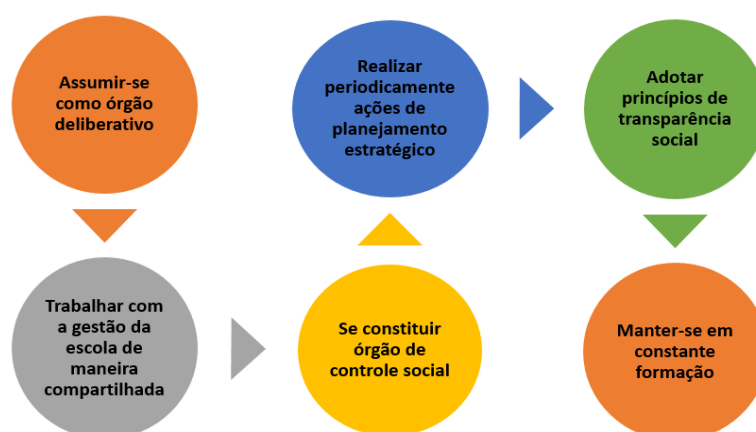 Assumir-se
como órgão
deliberativo
Trabalhar com
a gestão da
escola de
maneira
compartilhada
Se constituir
órgão de
controle social
Realizar
periodicamente
ações de
planejamento
estratégico
Adotar
princípios de
transparência
social
Manter-se em
constante
formação